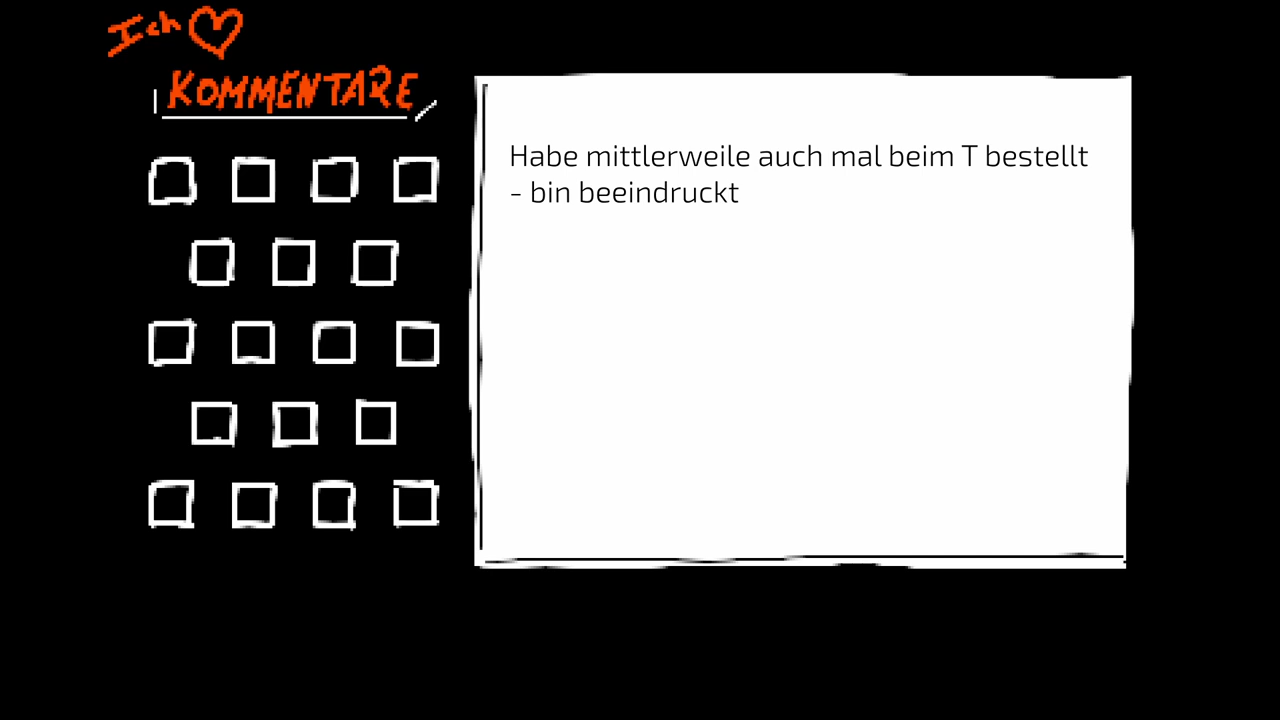 Ich
KOMMENTARE
Habe mittlerweile auch mal beim T bestellt
- bin beeindruckt